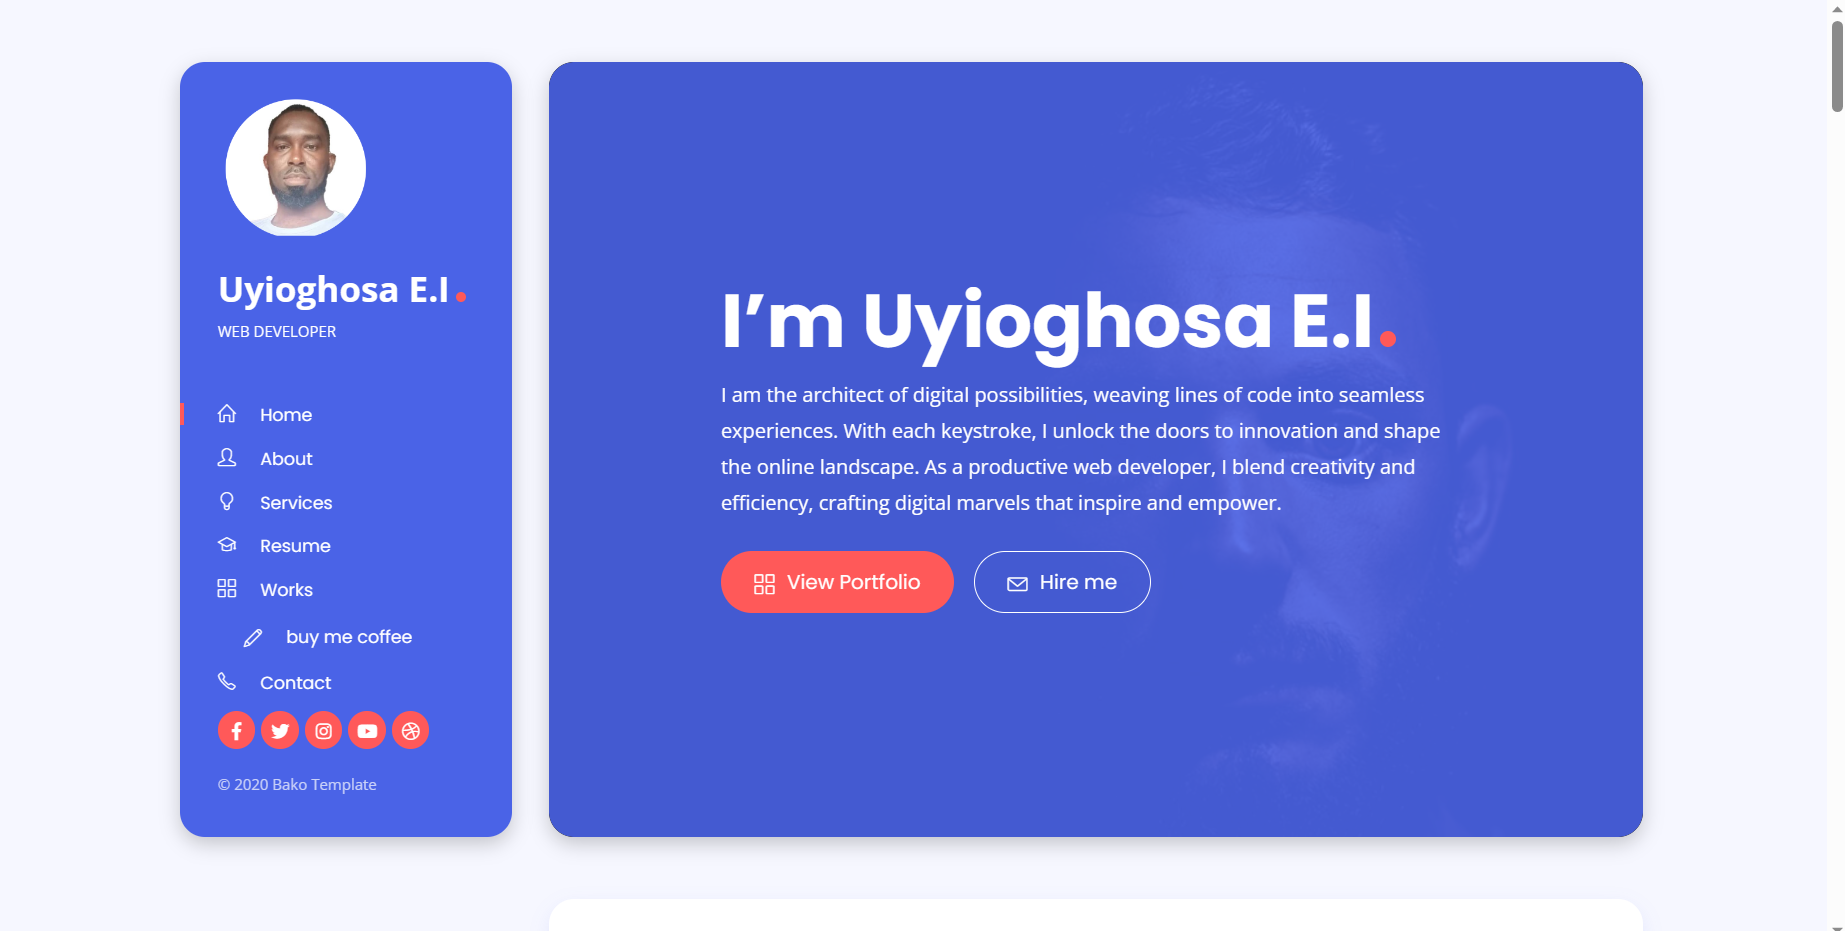 Uyioghosa E.I.
WEB DEVELOPER
Home
About
Services
Resume
Works
buy me coffee
Contact
© 2020 Bako Template
I’m Uyioghosa E.I.
I am the architect of digital possibilities, weaving lines of code into seamless
experiences. With each keystroke, I unlock the doors to innovation and shape
the online landscape. As a productive web developer, I blend creativity and
efficiency, crafting digital marvels that inspire and empower.
View Portfolio
Hire me